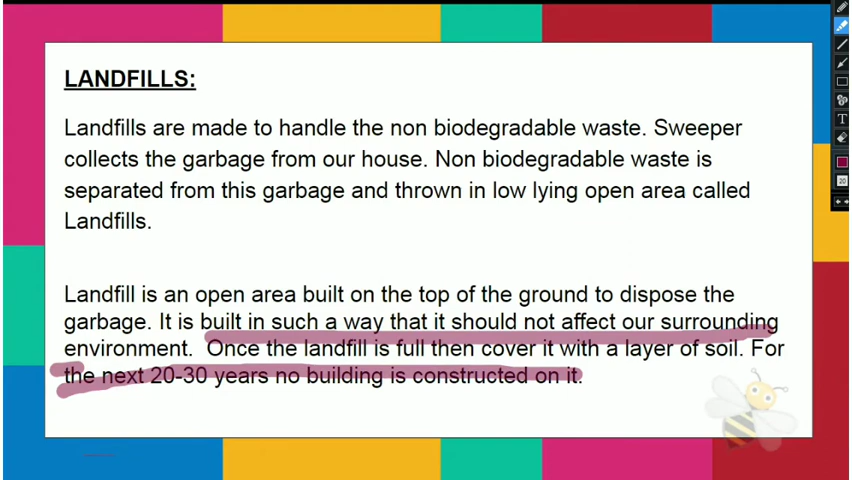 LANDFILLS:
Landfills are made to handle the non biodegradable waste. Sweeper
collects the garbage from our house. Non biodegradable waste is
separated from this garbage and thrown in low lying open area called
Landfills.
Landfill is an open area built on the top of the ground to dispose the
garbage. It is built in such a way that it should not affect our surrounding
environment.  Once the landfill is full then cover it with a layer of soil. For
the next 20-30 years no building is constructed on it.
T
20